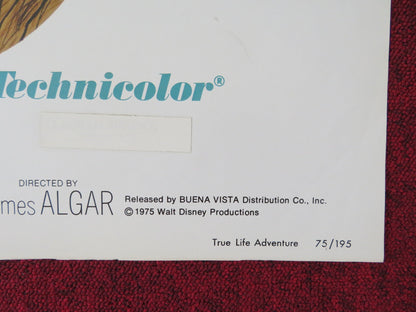 Technicolor®
DIRECTED BY
mes ALGAR
Released by BUENA VISTA Distribution Co., Inc.
©1975 Walt Disney Productions
True Life Adventure 75/195